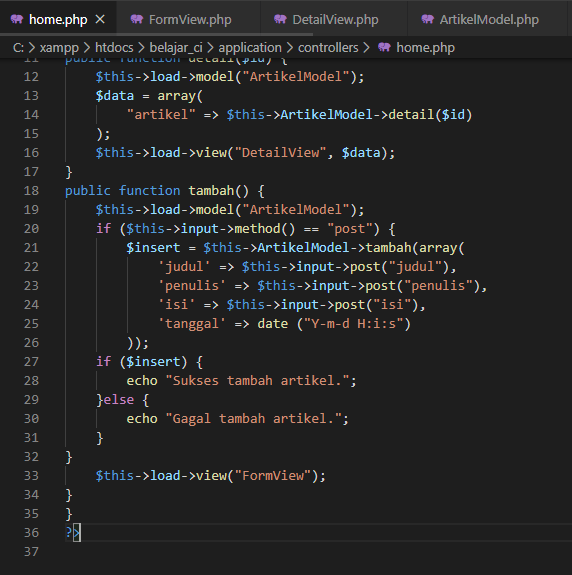 home.php FormView.php DetailView.php ArtikelModel.php
C: > xampp > htdocs > belajar_ci > application > controllers > home.php
11 public function detail($id) {
12 $this->load->model("ArtikelModel");
13 $data = array(
14 "artikel" => $this->ArtikelModel->detail($id)
15 );
16 $this->load->view("DetailView", $data);
17 }
18 public function tambah() {
19 $this->load->model("ArtikelModel");
20 if ($this->input->method() == "post") {
21 $insert = $this->ArtikelModel->tambah(array(
22 'judul' => $this->input->post("judul"),
23 'penulis' => $this->input->post("penulis"),
24 'isi' => $this->input->post("isi"),
25 'tanggal' => date ("Y-m-d H:i:s")
26 ));
27 if ($insert) {
28 echo "Sukses tambah artikel.";
29 }else {
30 echo "Gagal tambah artikel.";
31 }
32 }
33 $this->load->view("FormView");
34 }
35 }
36 ?>
37